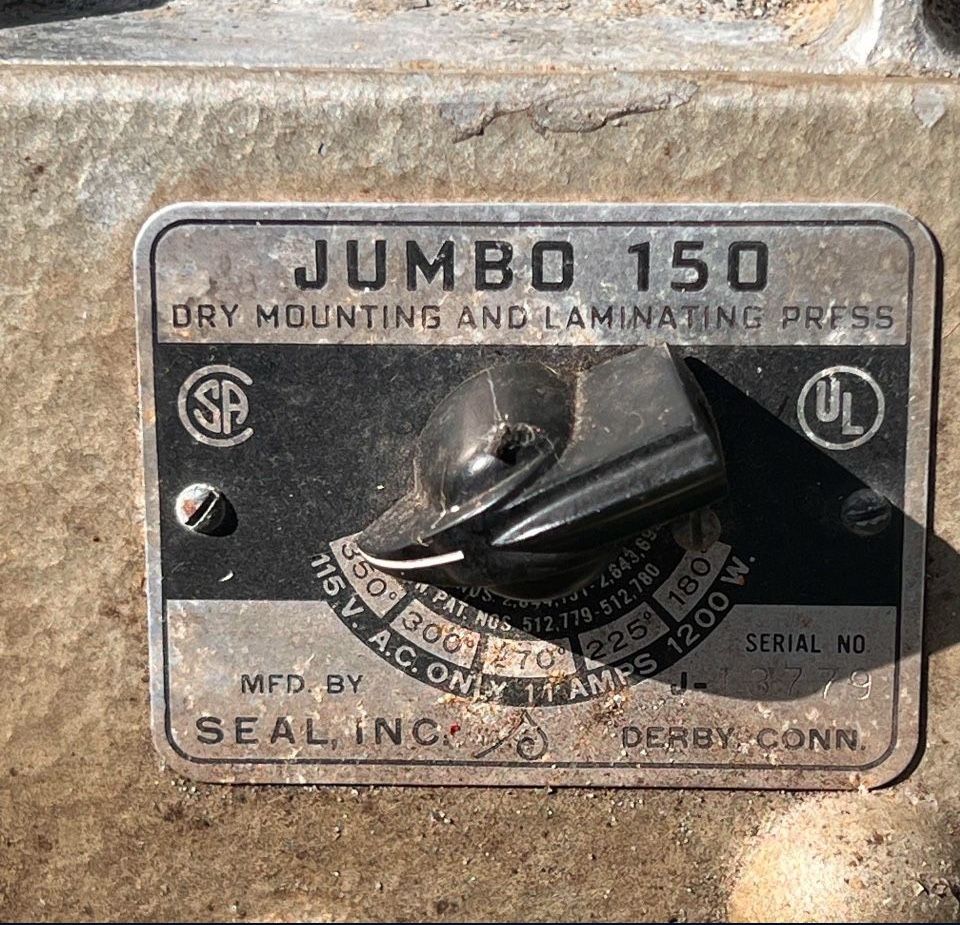 JUMBO 150
DRY MOUNTING AND LAMINATING PRESS
SA
UL
350° 300° 270° 225° 180°
PAT. NOS. 512,779-512,780
115 V. A.C. ONLY 11 AMPS 1200 W.
SERIAL NO
J-13779
MFD. BY
SEAL, INC.
DERBY, CONN.